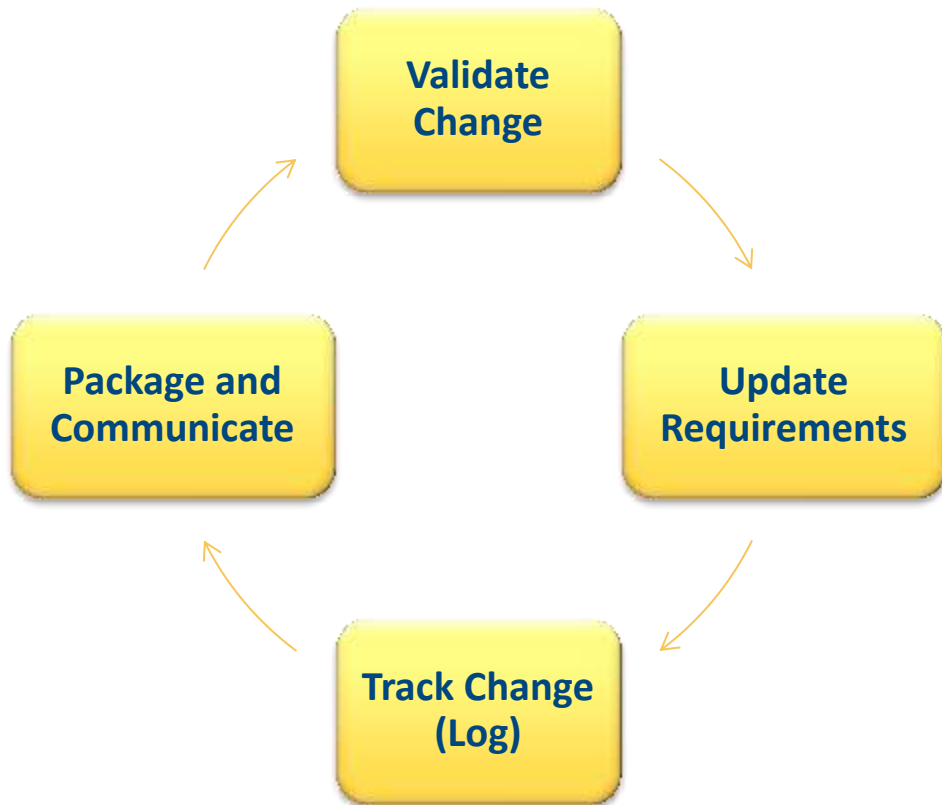 Validate
Change
Update
Requirements
Track Change
(Log)
Package and
Communicate